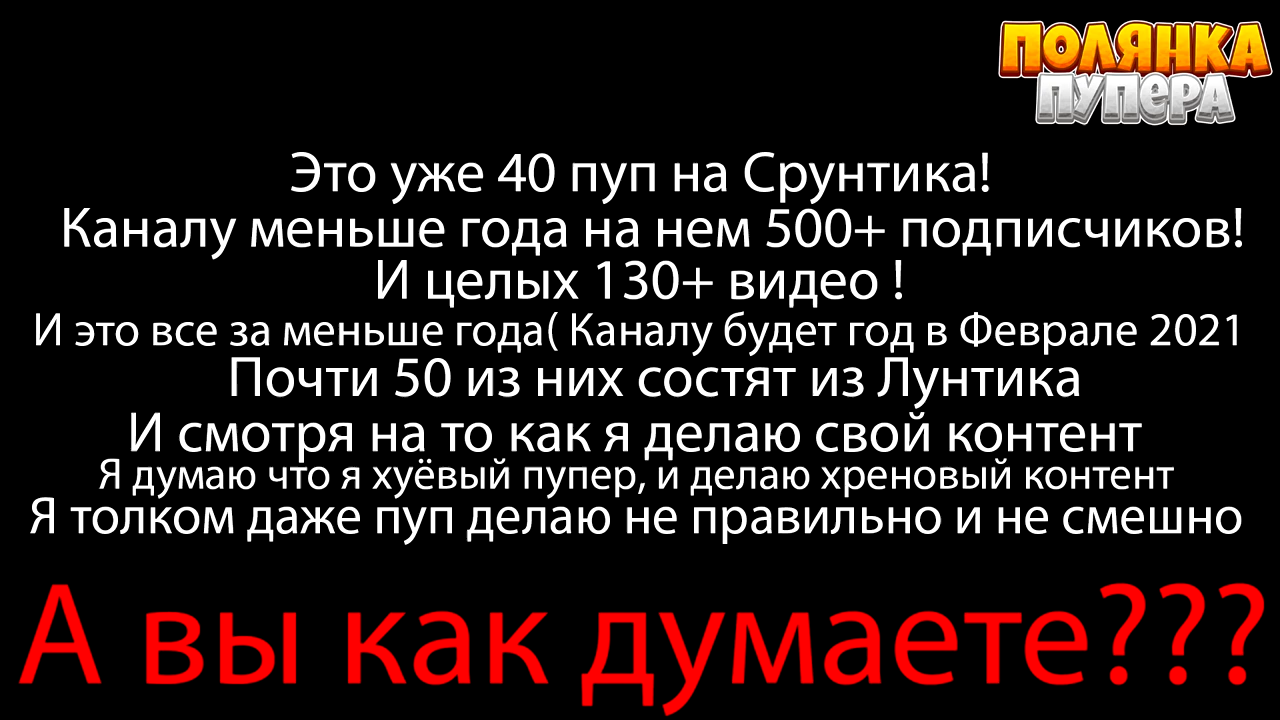 ПОЛЯНКА
ПУПЕРА
Это уже 40 пуп на Срунтика!
Каналу меньше года на нем 500+ подписчиков!
И целых 130+ видео !
И это все за меньше года( Каналу будет год в Феврале 2021
Почти 50 из них состят из Лунтика
И смотря на то как я делаю свой контент
Я думаю что я хуёвый пупер, и делаю хреновый контент
Я толком даже пуп делаю не правильно и не смешно
А вы как думаете???